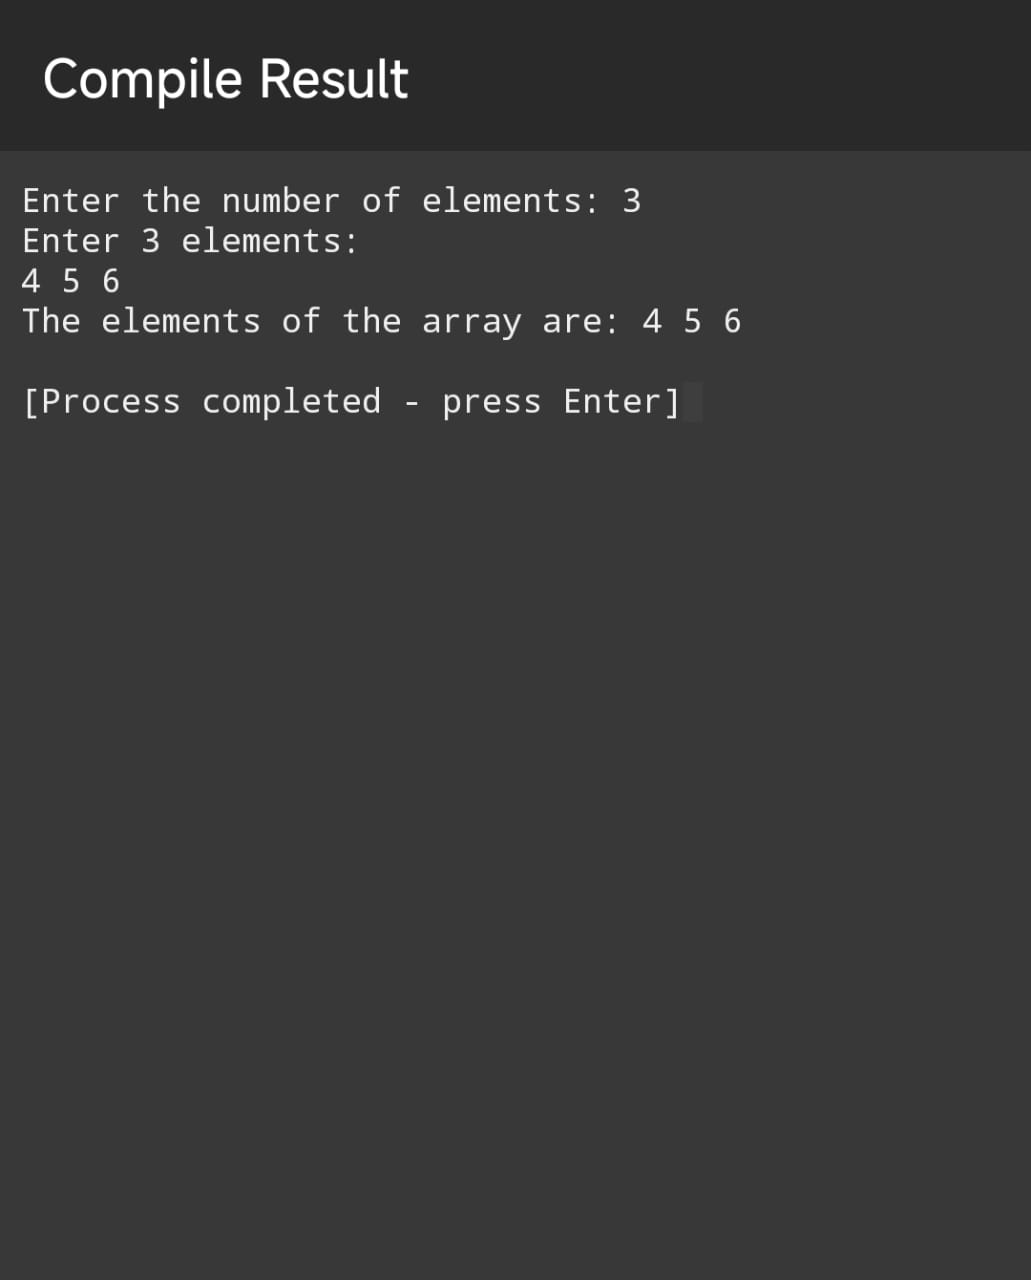 Compile Result
Enter the number of elements: 3
Enter 3 elements:
4 5 6
The elements of the array are: 4 5 6
[Process completed - press Enter]